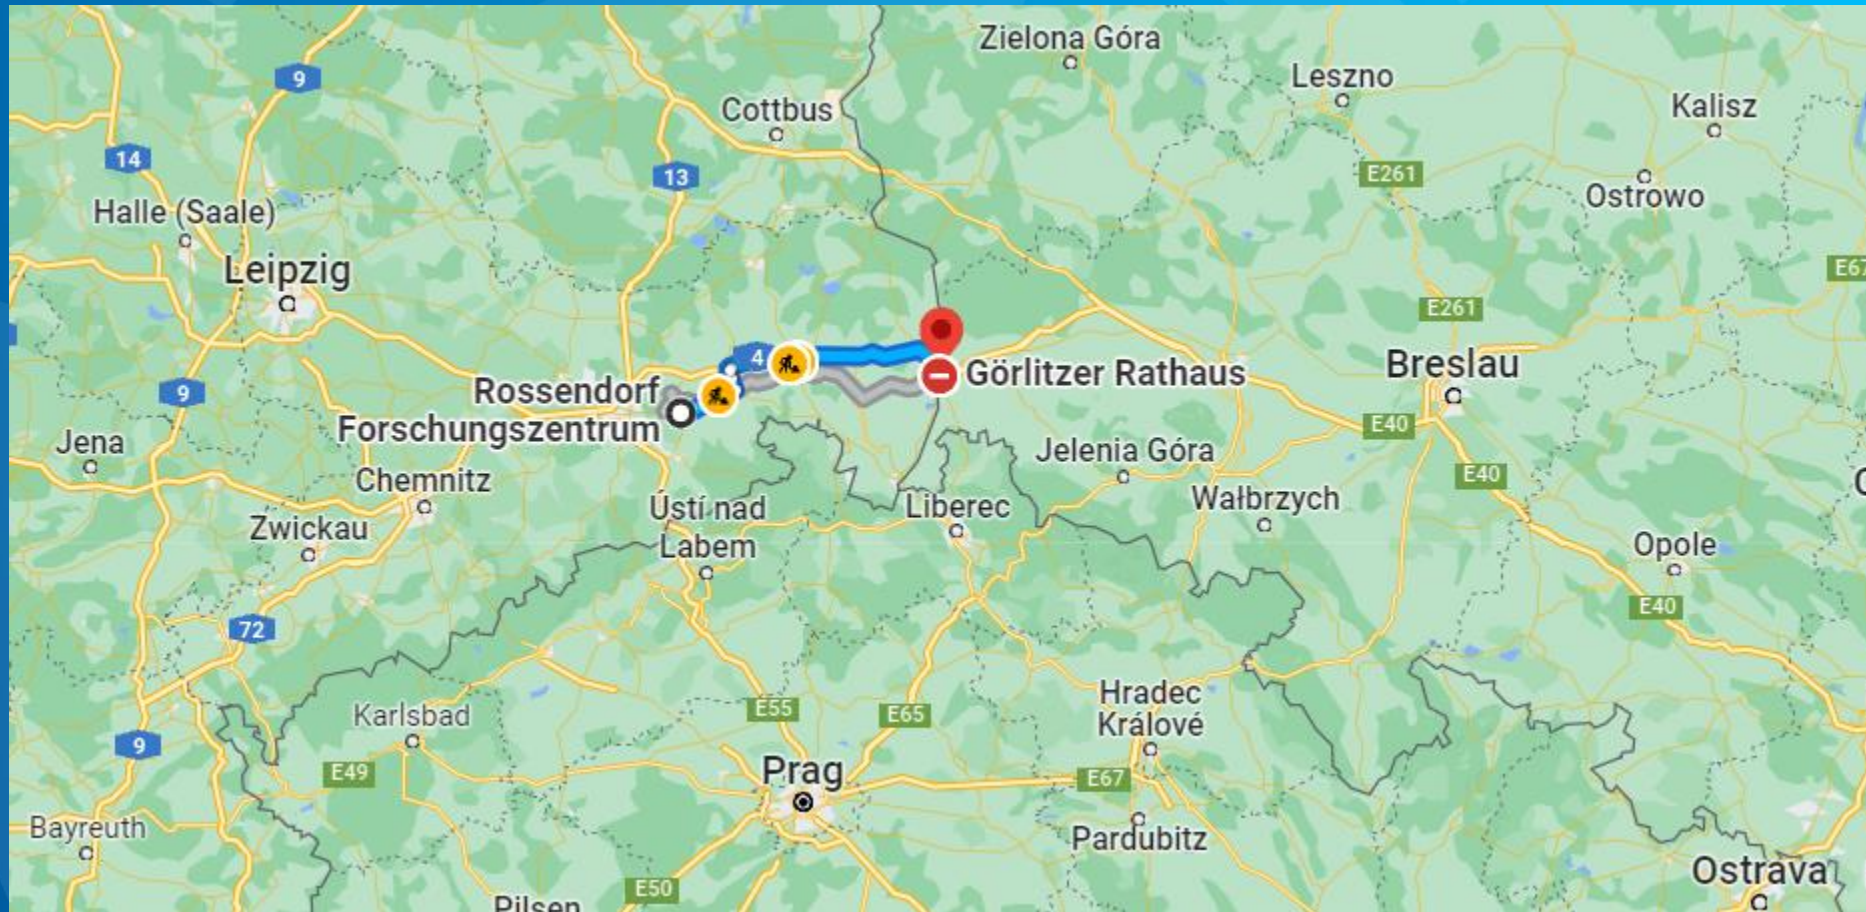 Zielona Góra
Leszno
9
Cottbus
Kalisz
14
13
E261
Ostrowo
Halle (Saale)
Leipzig
E67
E261
4
Breslau
9
Rossendorf
Forschungszentrum
Görlitzer Rathaus
E40
Jena
Jelenia Góra
E40
Chemnitz
Wałbrzych
Ústí nad
Labem
Liberec
Zwickau
Opole
E40
72
Hradec
Králové
Karlsbad
E55
E65
9
E49
Prag
E67
Bayreuth
Pardubitz
Ostrava
E50
Pilsen